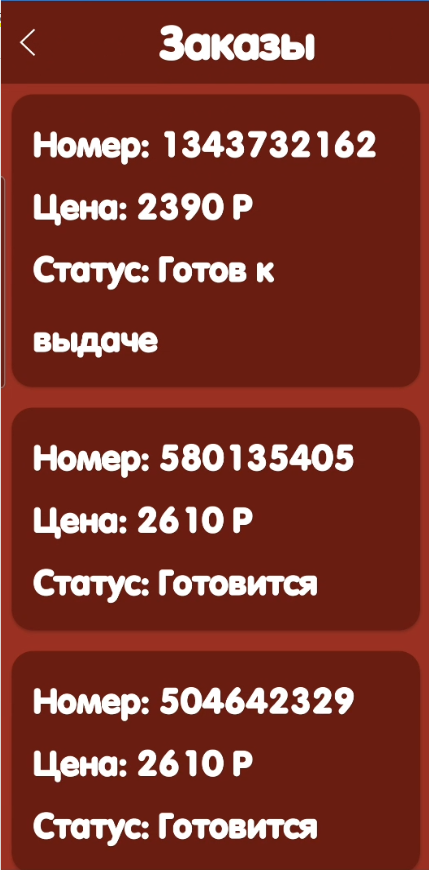 Заказы
Номер: 1343732162
Цена: 2390 Р
Статус: Готов к
выдаче
Номер: 580135405
Цена: 2610 Р
Статус: Готовится
Номер: 504642329
Цена: 2610 Р
Статус: Готовится